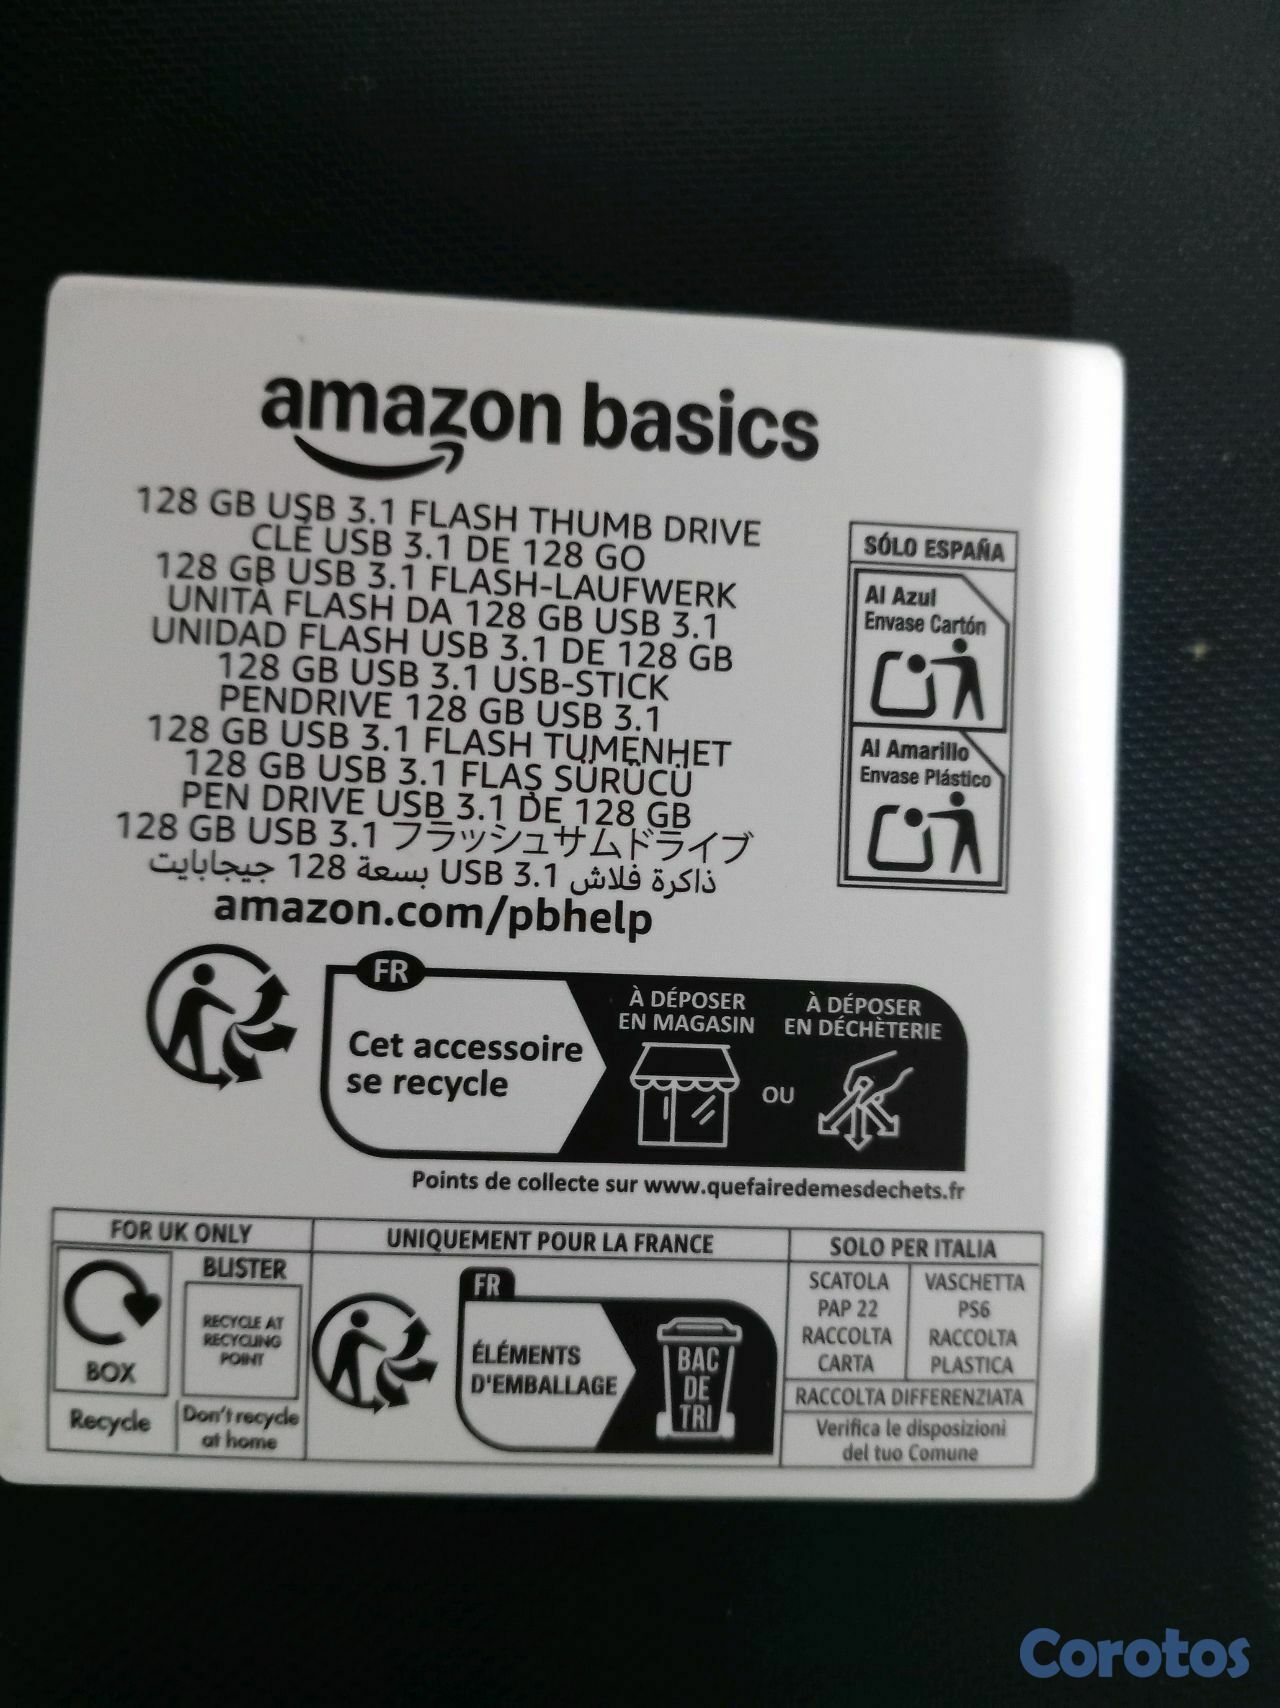 amazon basics
128 GB USB 3.1 FLASH THUMB DRIVE
CLÉ USB 3.1 DE 128 GO
128 GB USB 3.1 FLASH-LAUFWERK
UNITÀ FLASH DA 128 GB USB 3.1
UNIDAD FLASH USB 3.1 DE 128 GB
128 GB USB 3.1 USB-STICK
PENDRIVE 128 GB USB 3.1
128 GB USB 3.1 FLASH TUMENHET
128 GB USB 3.1 FLAŞ SÜRÜCÜ
PEN DRIVE USB 3.1 DE 128 GB
128 GB USB 3.1 フラッシュサムドライブ
ذاكرة فلاش USB 3.1 بسعة 128 جيجابايت
amazon.com/pbhelp
SÓLO ESPAÑA
Al Azul
Envase Cartón
Al Amarillo
Envase Plástico
FR
Cet accessoire
se recycle
À DÉPOSER
EN MAGASIN
OU
À DÉPOSER
EN DÉCHÈTERIE
Points de collecte sur www.quefairedemesdechets.fr
FOR UK ONLY
BOX
Recycle
BLISTER
RECYCLE AT
RECYCLING
POINT
Don't recycle
at home
UNIQUEMENT POUR LA FRANCE
FR
ÉLÉMENTS
D'EMBALLAGE
BAC
DE
TRI
SOLO PER ITALIA
SCATOLA
PAP 22
RACCOLTA
CARTA
VASCHETTA
PS6
RACCOLTA
PLASTICA
RACCOLTA DIFFERENZIATA
Verifica le disposizioni
del tuo Comune
Corotos